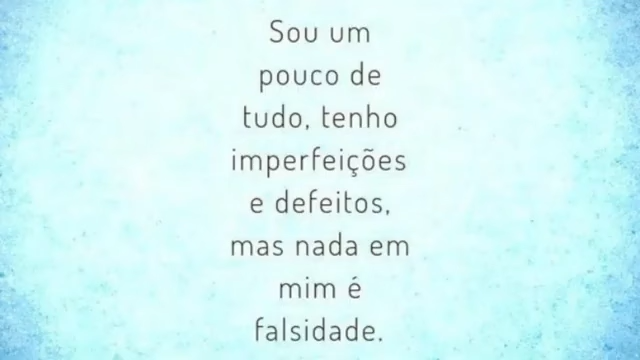 Sou um
pouco de
tudo, tenho
imperfeições
e defeitos,
mas nada em
mim é
falsidade.